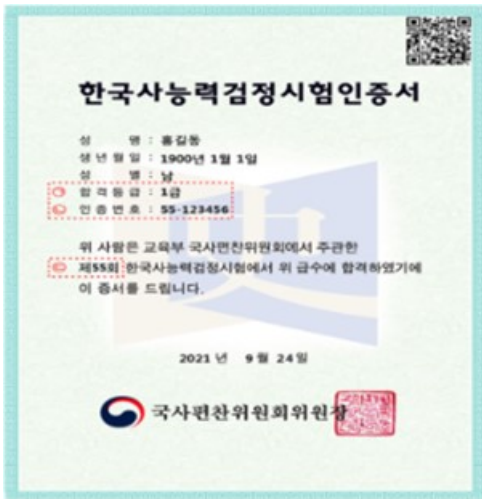 한국사능력검정시험인증서
성 명 : 홍길동
생 년 월 일 : 1900년 1월 1일
성 별 : 남
합 격 등 급 : 1급
인 증 번 호 : 55-123456
위 사람은 교육부 국사편찬위원회에서 주관한
제55회 한국사능력검정시험에서 위 급수에 합격하였기에
이 증서를 드립니다.
2021 년 9 월 24 일
국사편찬위원회위원장